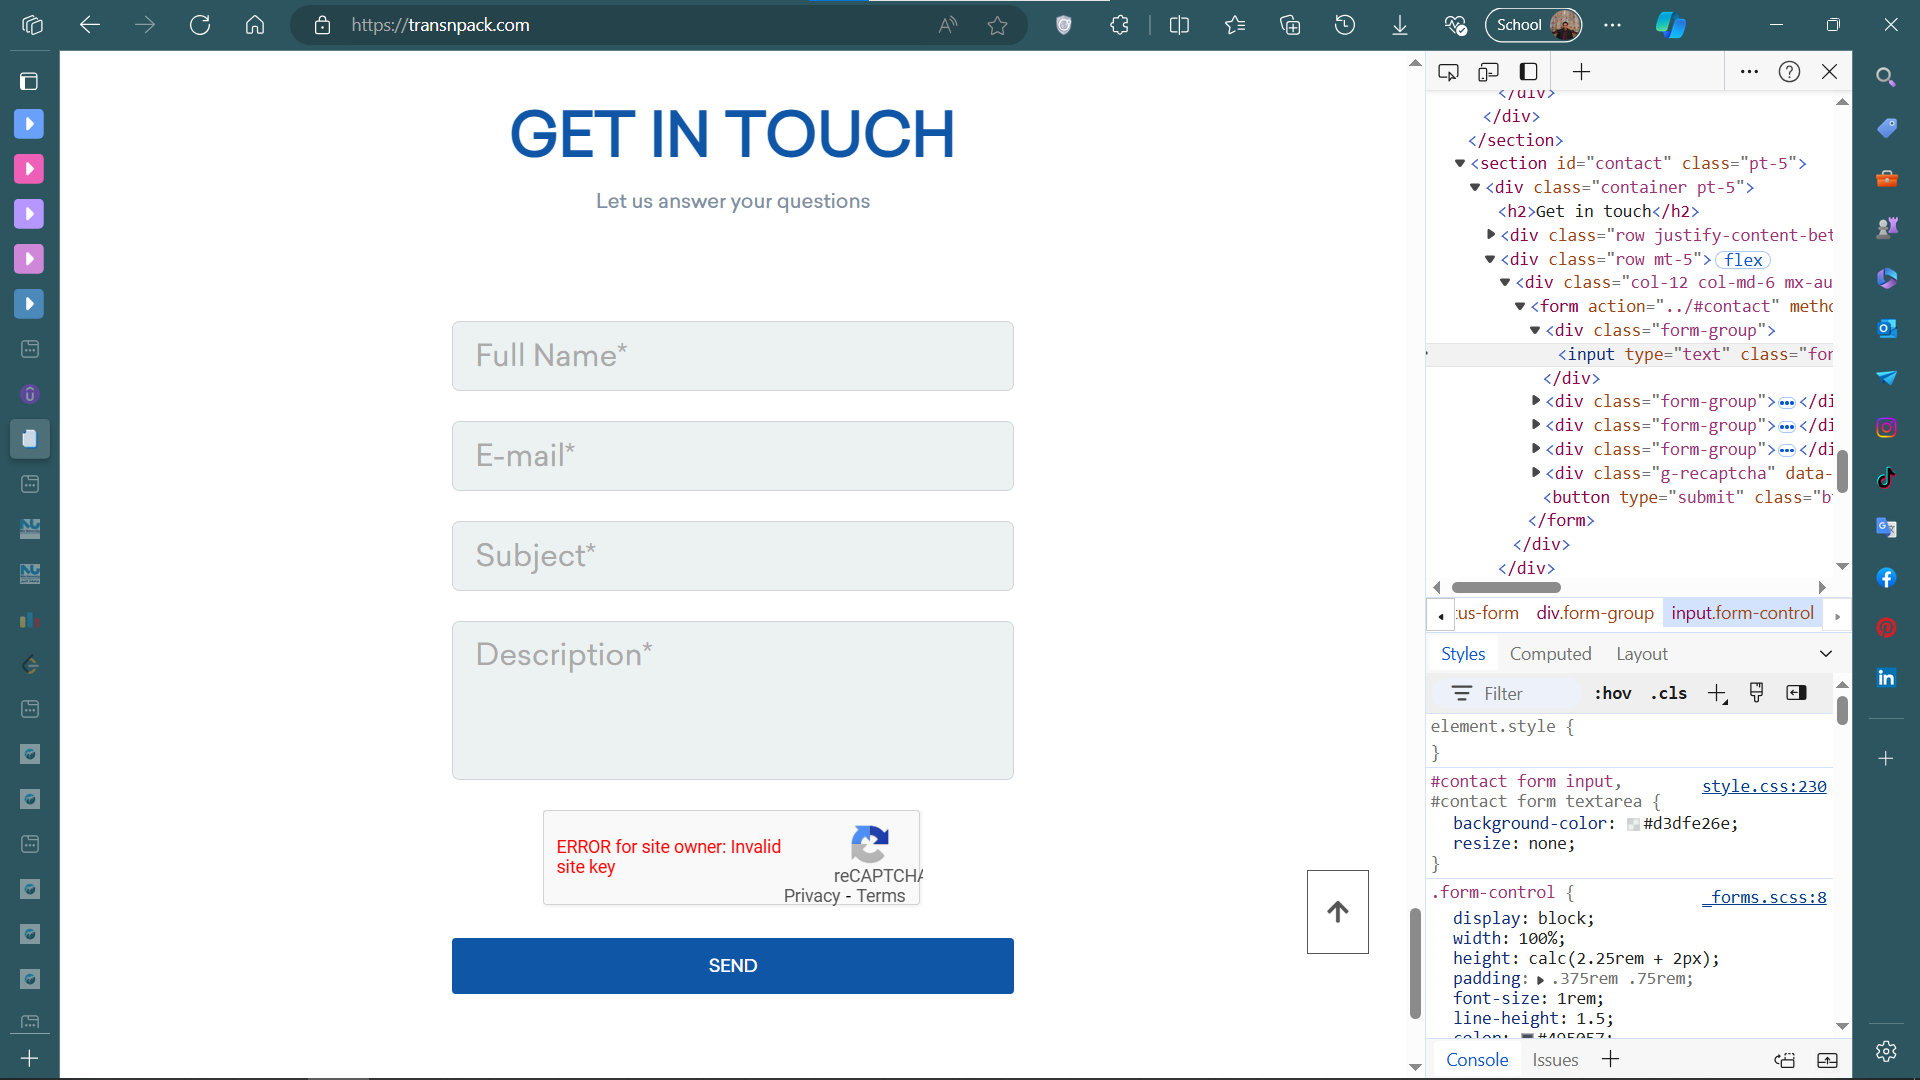 https://transnpack.com
School
GET IN TOUCH
Let us answer your questions
Full Name*
E-mail*
Subject*
Description*
ERROR for site owner: Invalid
site key
reCAPTCHA
Privacy - Terms
SEND
</div>
</div>
</section>
<section id="contact" class="pt-5">
<div class="container pt-5">
<h2>Get in touch</h2>
<div class="row justify-content-bet
<div class="row mt-5"> flex
<div class="col-12 col-md-6 mx-au
<form action="../#contact" metho
<div class="form-group">
<input type="text" class="for
</div>
<div class="form-group">•••</di
<div class="form-group">•••</di
<div class="form-group">•••</di
<div class="g-recaptcha" data-
<button type="submit" class="b
</form>
</div>
</div>
tus-form div.form-group input.form-control
Styles Computed Layout
Filter :hov .cls
element.style {
}
#contact form input, style.css:230
#contact form textarea {
background-color: #d3dfe26e;
resize: none;
}
.form-control { _forms.scss:8
display: block;
width: 100%;
height: calc(2.25rem + 2px);
padding: .375rem .75rem;
font-size: 1rem;
line-height: 1.5;
color: #495057;
Console Issues